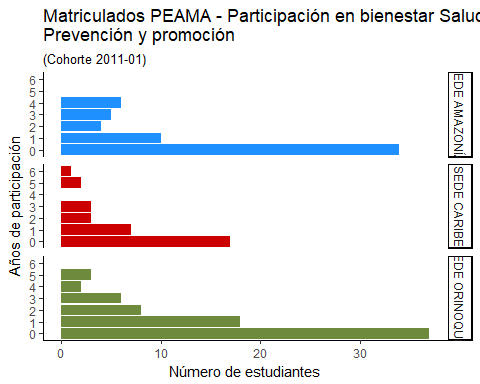 Matriculados PEAMA - Participación en bienestar Salud
Prevención y promoción
(Cohorte 2011-01)
Años de participación
6
5
4
3
2
1
0
EDE AMAZONI
6
5
4
3
2
1
0
SEDE CARIBE
6
5
4
3
2
1
0
EDE ORINOQU
0 10 20 30
Número de estudiantes